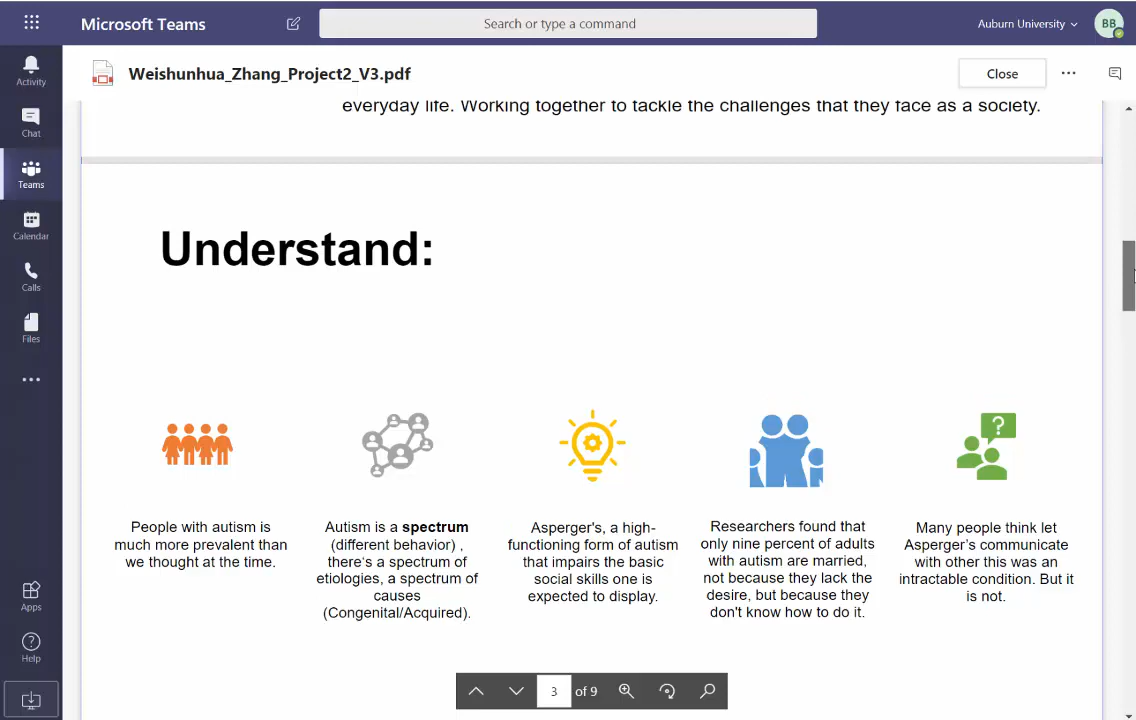 Microsoft Teams
Search or type a command
Auburn University
BB
Activity
Chat
Teams
Calendar
Calls
Files
Apps
Help
Weishunhua_Zhang_Project2_V3.pdf
Close
everyday life. Working together to tackle the challenges that they face as a society.
Understand:
?
People with autism is
much more prevalent than
we thought at the time.
Autism is a spectrum
(different behavior) ,
there's a spectrum of
etiologies, a spectrum of
causes
(Congenital/Acquired).
Asperger's, a high-
functioning form of autism
that impairs the basic
social skills one is
expected to display.
Researchers found that
only nine percent of adults
with autism are married,
not because they lack the
desire, but because they
don't know how to do it.
Many people think let
Asperger's communicate
with other this was an
intractable condition. But it
is not.
3 of 9